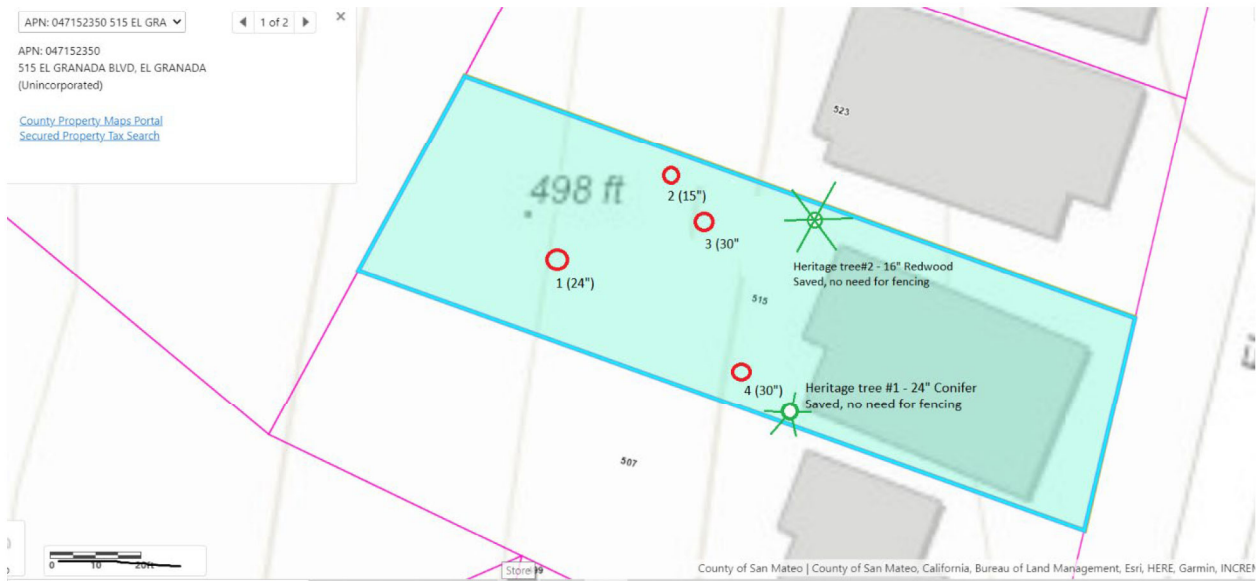 APN: 047152350 515 EL GRA
1 of 2
APN: 047152350
515 EL GRANADA BLVD, EL GRANADA
(Unincorporated)
County Property Maps Portal
Secured Property Tax Search
523
498 ft
2 (15")
3 (30"
1 (24")
Heritage tree#2 - 16" Redwood
Saved, no need for fencing
515
4 (30")
Heritage tree #1 - 24" Conifer
Saved, no need for fencing
507
0 10 20ft
Store
County of San Mateo | County of San Mateo, California, Bureau of Land Management, Esri, HERE, Garmin, INCRE